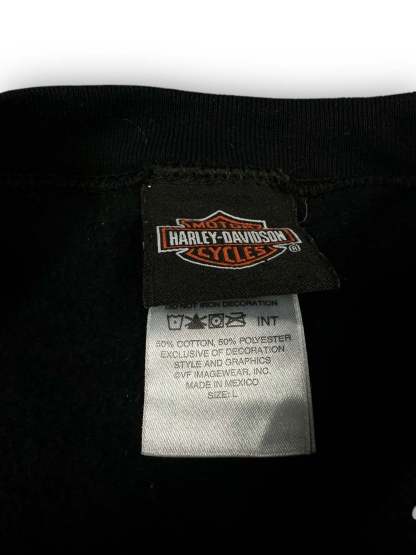 MOTOR
HARLEY-DAVIDSON
CYCLES
®
DO NOT IRON DECORATION
INT
50% COTTON, 50% POLYESTER
EXCLUSIVE OF DECORATION
STYLE AND GRAPHICS
©VF IMAGEWEAR, INC.
MADE IN MEXICO
SIZE: L